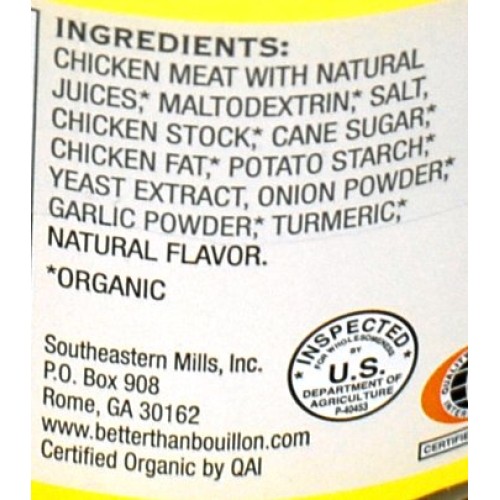 INGREDIENTS:
CHICKEN MEAT WITH NATURAL
JUICES,* MALTODEXTRIN,* SALT,
CHICKEN STOCK,* CANE SUGAR,*
CHICKEN FAT,* POTATO STARCH,*
YEAST EXTRACT, ONION POWDER,*
GARLIC POWDER,* TURMERIC,*
NATURAL FLAVOR.
*ORGANIC
Southeastern Mills, Inc.
P.O. Box 908
Rome, GA 30162
www.betterthanbouillon.com
Certified Organic by QAI
INSPECTED
FOR WHOLESOMENESS
BY
U.S.
DEPARTMENT OF
AGRICULTURE
P-40453